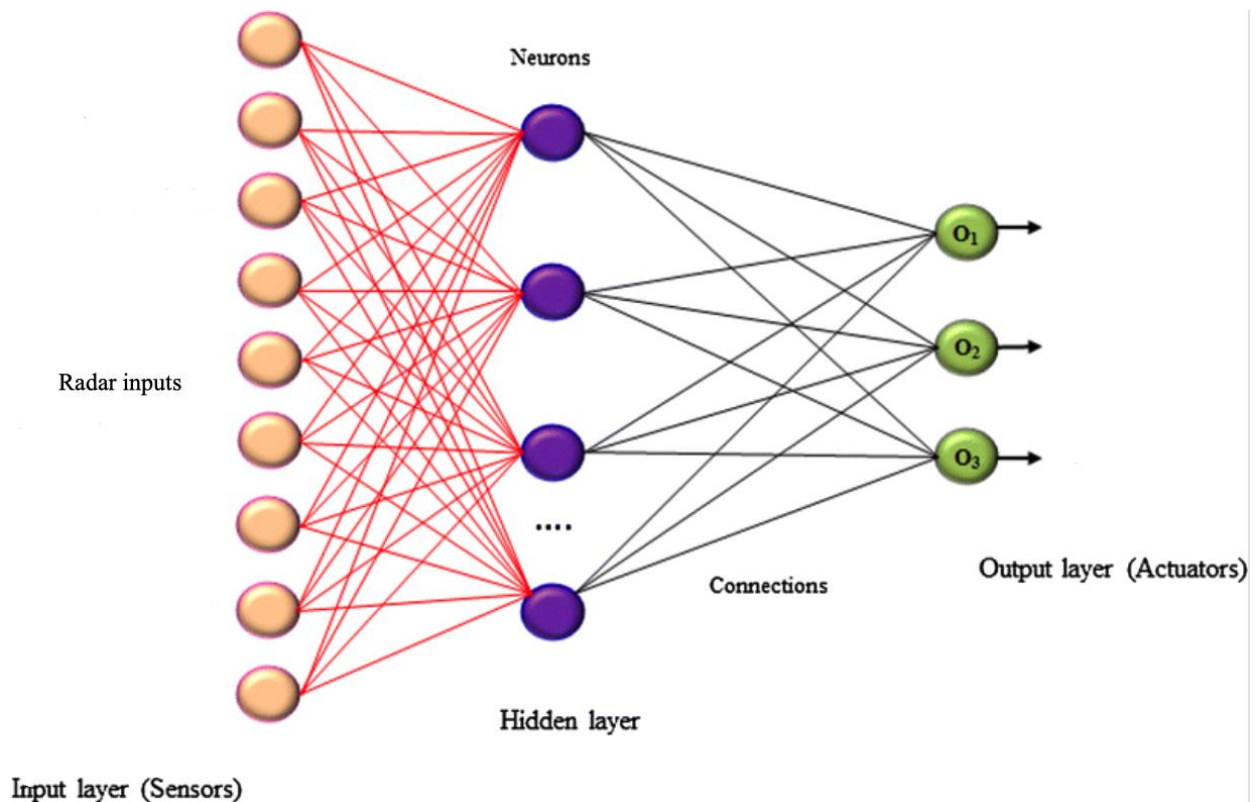 Neurons
O₁
O₂
Radar inputs
O₃
....
Output layer (Actuators)
Connections
Hidden layer
Input layer (Sensors)